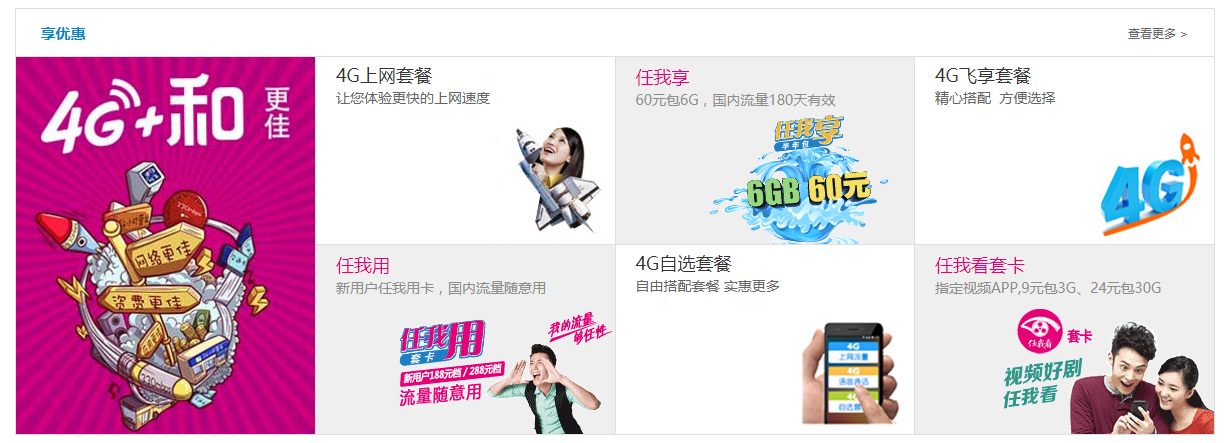 享优惠
查看更多 >
4G+和
更佳
网络更佳
资费更佳
4G上网套餐
让您体验更快的上网速度
任我享
60元包6G，国内流量180天有效
任我享
半年包
6GB 60元
4G飞享套餐
精心搭配  方便选择
4G
任我用
新用户任我用卡，国内流量随意用
任我用
套卡
新用户188元档 / 288元档
流量随意用
我的流量
够任性
4G自选套餐
自由搭配套餐 实惠更多
4G
上网流量
4G
语音通话
4G
任我看套卡
指定视频APP,9元包3G、24元包30G
任我看
套卡
视频好剧
任我看